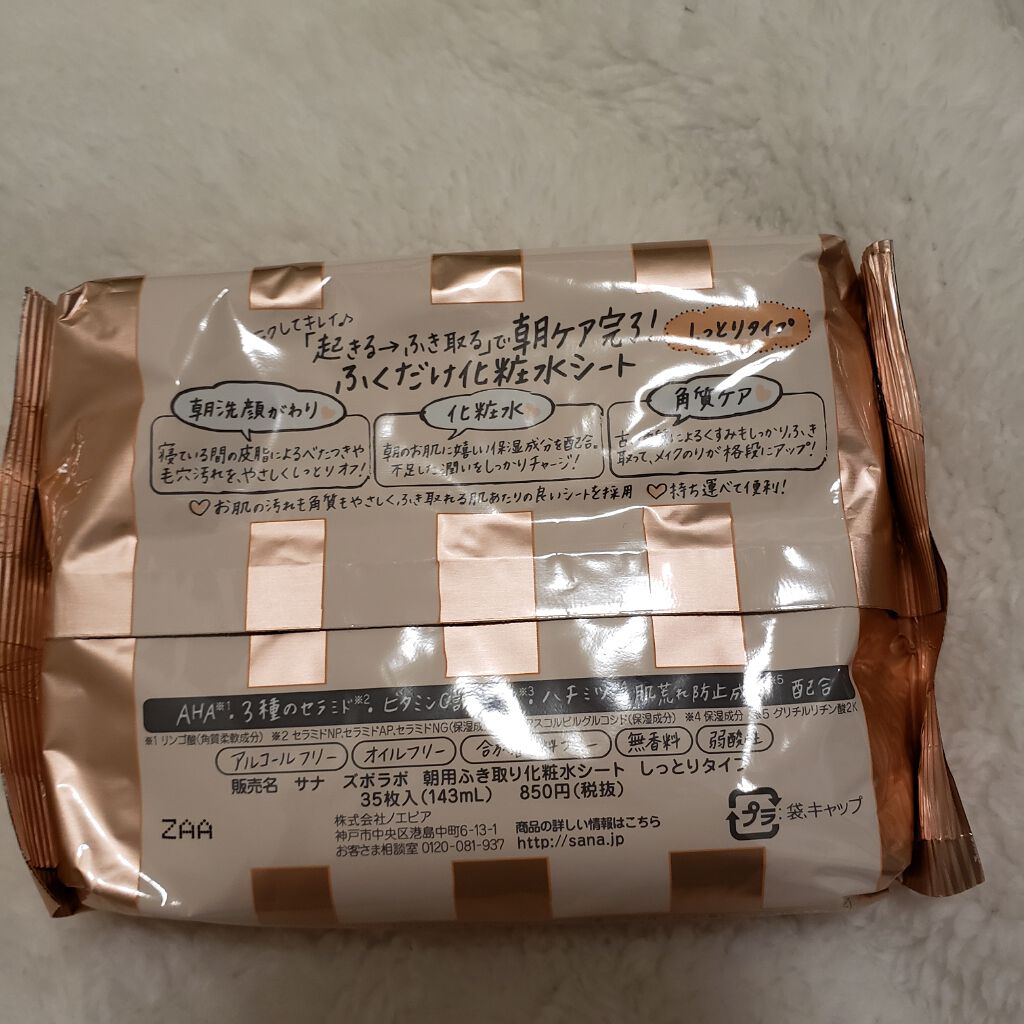 クしてキレイ♪
「起きる→ふき取る」で朝ケア完了!
しっとりタイプ
ふくだけ化粧水シート
朝洗顔がわり
寝ている間の皮脂によるべたつきや
毛穴汚れを、やさしくしっとりオフ!
化粧水
朝のお肌に嬉しい保湿成分を配合。
不足した潤いをしっかりチャージ!
角質ケア
古 によるくすみもしっかりふき
取って、メイクのりが格段にアップ!
♡お肌の汚れも角質もやさしくふき取れる肌あたりの良いシートを採用 ♡持ち運べて便利!
AHA※1・3種のセラミド※2・ビタミンC誘 ※3・ハチミツ 肌荒れ防止成 ※5 配合
※1 リンゴ酸(角質柔軟成分) ※2 セラミドNP,セラミドAP,セラミドNG(保湿成 アスコルビルグルコシド(保湿成分) ※4 保湿成分 ※5 グリチルリチン酸2K
アルコールフリー オイルフリー 合 料フリー 無香料 弱酸性
販売名 サナ ズボラボ 朝用ふき取り化粧水シート しっとりタイプ
35枚入(143mL) 850円(税抜)
ZAA
株式会社ノエビア
神戸市中央区港島中町6-13-1
お客さま相談室 0120-081-937
商品の詳しい情報はこちら
http://sana.jp
プラ:袋、キャップ